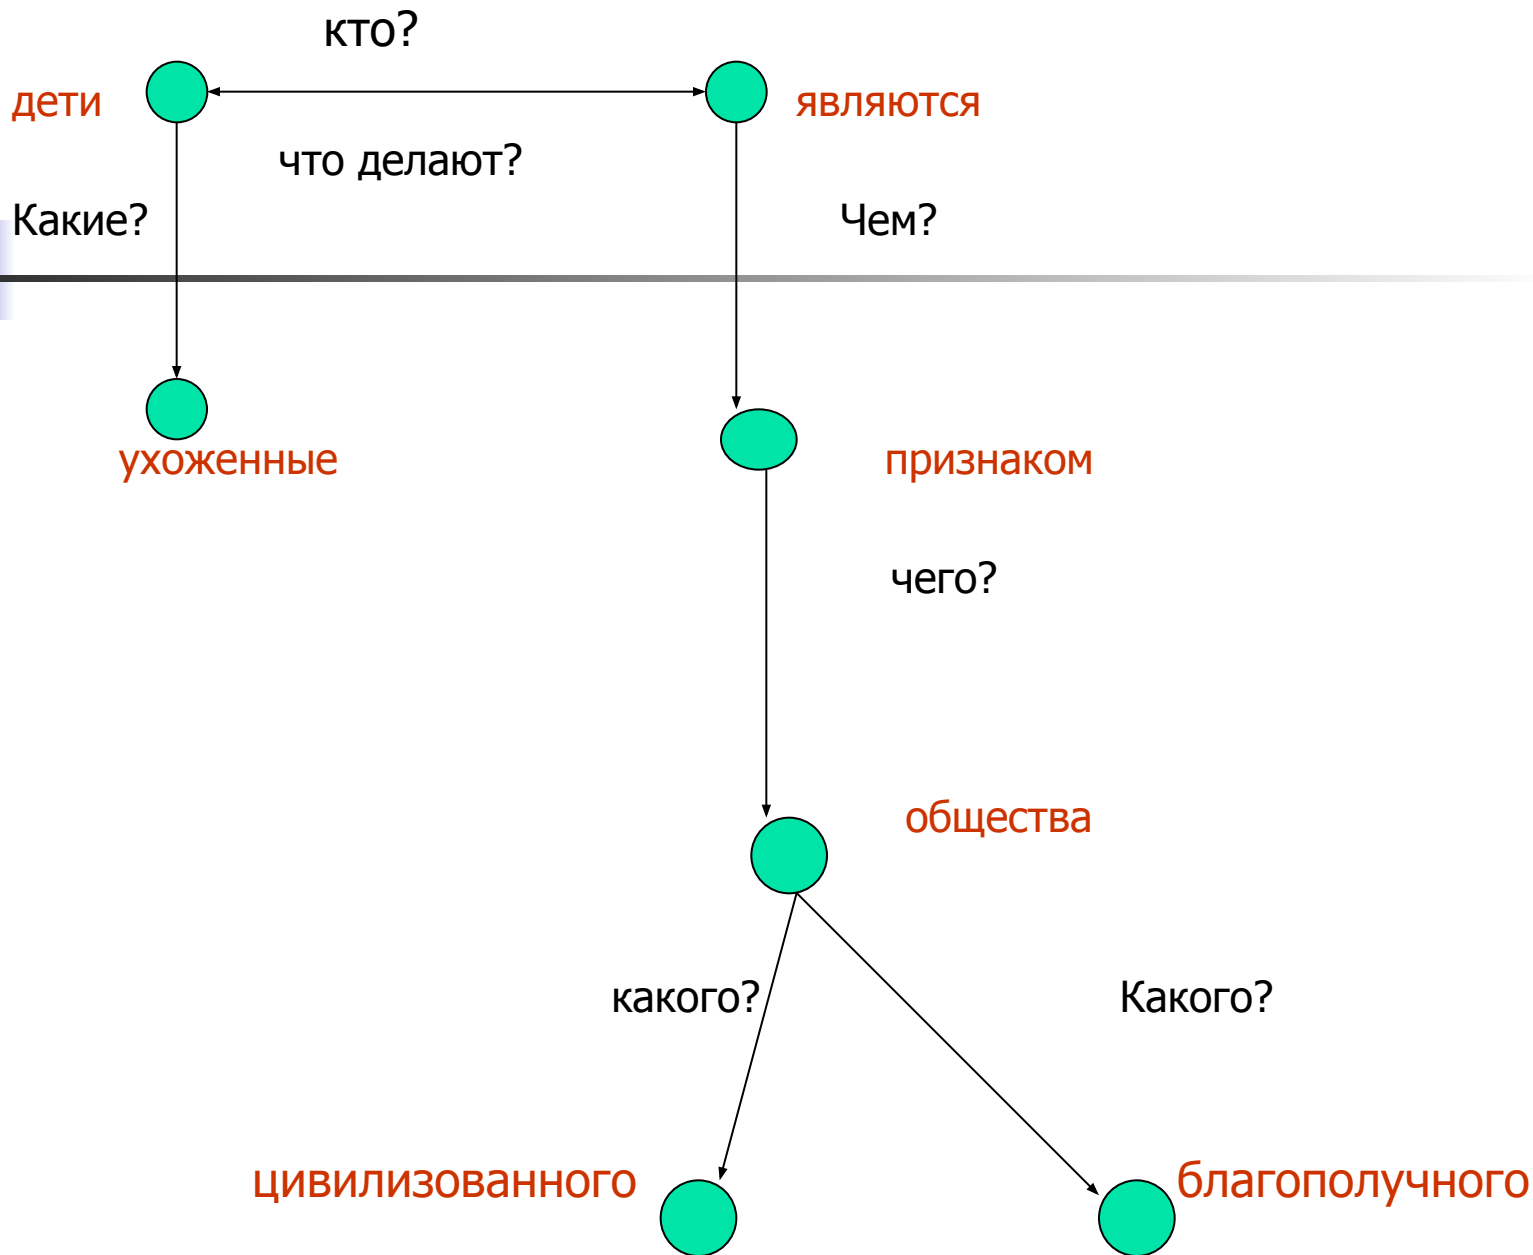 кто?
дети
являются
что делают?
Какие?
Чем?
ухоженные
признаком
чего?
общества
какого?
Какого?
цивилизованного
благополучного